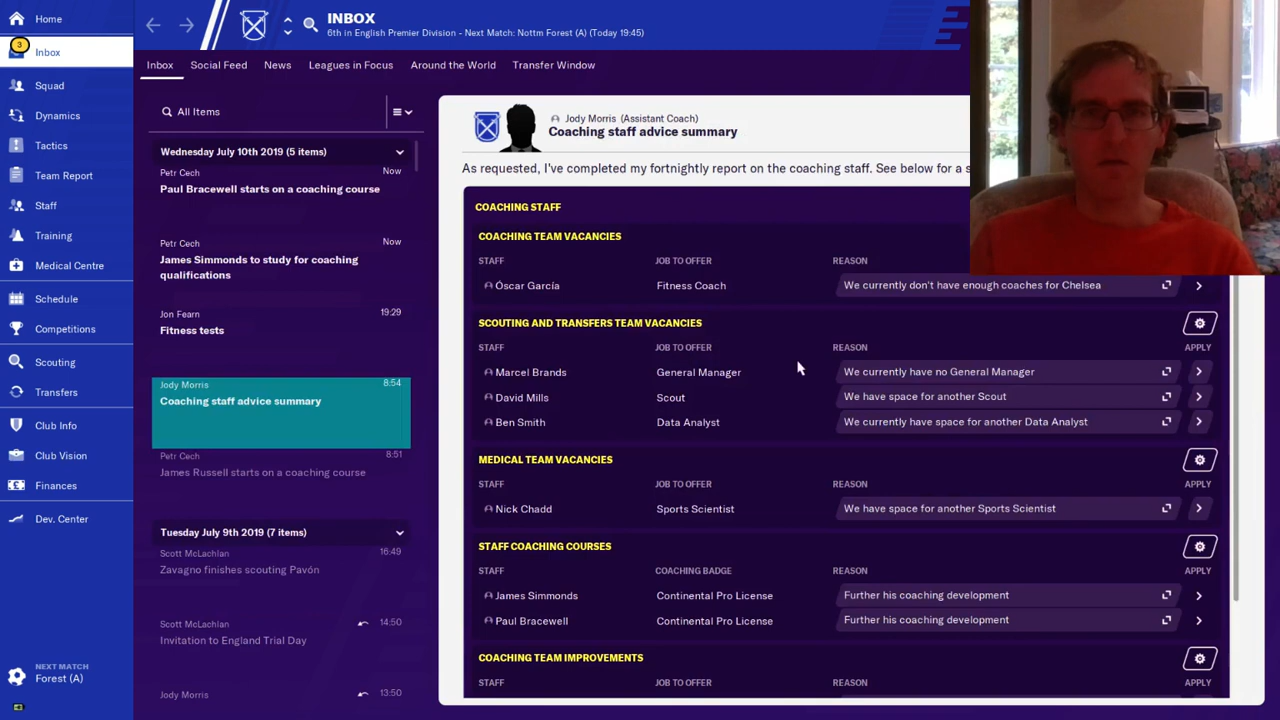 Home
3
Inbox
Squad
Dynamics
Tactics
Team Report
Staff
Training
Medical Centre
Schedule
Competitions
Scouting
Transfers
Club Info
Club Vision
Finances
Dev. Center
NEXT MATCH
Forest (A)
INBOX
6th in English Premier Division - Next Match: Nottm Forest (A) (Today 19:45)
Inbox Social Feed News Leagues in Focus Around the World Transfer Window
All Items
Wednesday July 10th 2019 (5 items)
Petr Cech Now
Paul Bracewell starts on a coaching course
Petr Cech Now
James Simmonds to study for coaching
qualifications
Jon Fearn 19:29
Fitness tests
Jody Morris 8:54
Coaching staff advice summary
Petr Cech 8:51
James Russell starts on a coaching course
Tuesday July 9th 2019 (7 items)
Scott McLachlan 16:49
Zavagno finishes scouting Pavón
Scott McLachlan 14:50
Invitation to England Trial Day
Jody Morris 13:50
Jody Morris (Assistant Coach)
Coaching staff advice summary
As requested, I've completed my fortnightly report on the coaching staff. See below for a s
COACHING STAFF
COACHING TEAM VACANCIES
STAFF JOB TO OFFER REASON
Óscar García Fitness Coach We currently don't have enough coaches for Chelsea
SCOUTING AND TRANSFERS TEAM VACANCIES
STAFF JOB TO OFFER REASON APPLY
Marcel Brands General Manager We currently have no General Manager
David Mills Scout We have space for another Scout
Ben Smith Data Analyst We currently have space for another Data Analyst
MEDICAL TEAM VACANCIES
STAFF JOB TO OFFER REASON APPLY
Nick Chadd Sports Scientist We have space for another Sports Scientist
STAFF COACHING COURSES
STAFF COACHING BADGE REASON APPLY
James Simmonds Continental Pro License Further his coaching development
Paul Bracewell Continental Pro License Further his coaching development
COACHING TEAM IMPROVEMENTS
STAFF JOB TO OFFER REASON APPLY